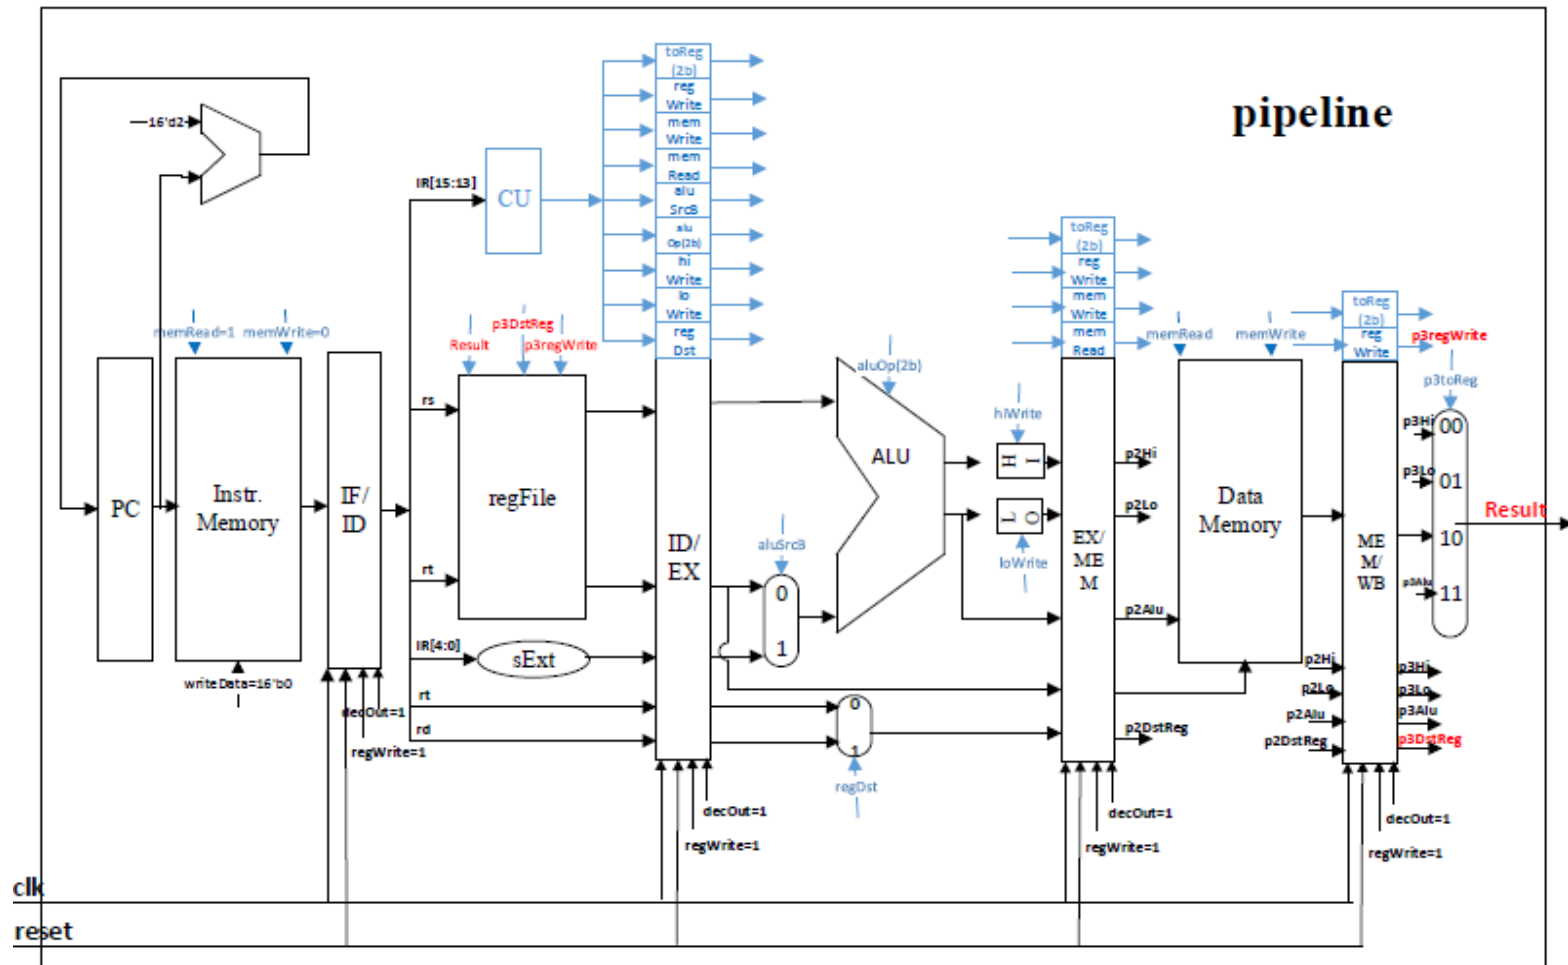 pipeline
16'd2
IR[15:13]
CU
toReg
(2b)
reg
Write
mem
Write
mem
Read
alu
SrcB
alu
Op(2b)
hi
Write
lo
Write
reg
Dst
toReg
(2b)
reg
Write
mem
Write
mem
Read
toReg
(2b)
reg
Write
p3regWrite
p3toReg
memRead=1
memWrite=0
Result
p3DstReg
p3regWrite
aluOp(2b)
hiWrite
memRead
memWrite
PC
Instr.
Memory
IF/
ID
rs
rt
regFile
IR[4:0]
sExt
rt
rd
ID/
EX
aluSrcB
0
1
ALU
HI
LO
loWrite
0
1
regDst
EX/
ME
M
p2Hi
p2Lo
p2Alu
p2DstReg
Data
Memory
ME
M/
WB
p2Hi
p2Lo
p2Alu
p2DstReg
p3Hi
p3Lo
p3Alu
p3Hi
p3Lo
p3Alu
p3DstReg
00
01
10
11
Result
writeData=16'b0
decOut=1
regWrite=1
decOut=1
regWrite=1
decOut=1
regWrite=1
decOut=1
regWrite=1
clk
reset